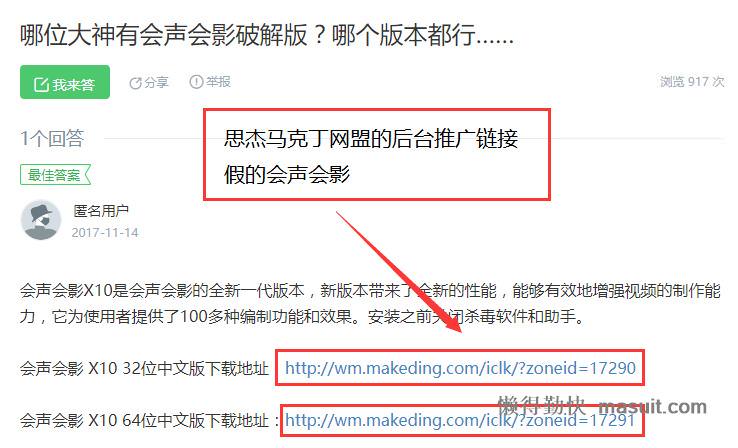 哪位大神有会声会影破解版？哪个版本都行......
我来答 分享 举报 浏览 917 次
1个回答
思杰马克丁网盟的后台推广链接
假的会声会影
最佳答案
匿名用户
2017-11-14
会声会影X10是会声会影的全新一代版本，新版本带来了全新的性能，能够有效地增强视频的制作能
力，它为使用者提供了100多种编制功能和效果。安装之前关闭杀毒软件和助手。
会声会影 X10 32位中文版下载地址 http://wm.makeding.com/iclk/?zoneid=17290
懒得勤快 masuit.com
会声会影 X10 64位中文版下载地址：http://wm.makeding.com/iclk/?zoneid=17291